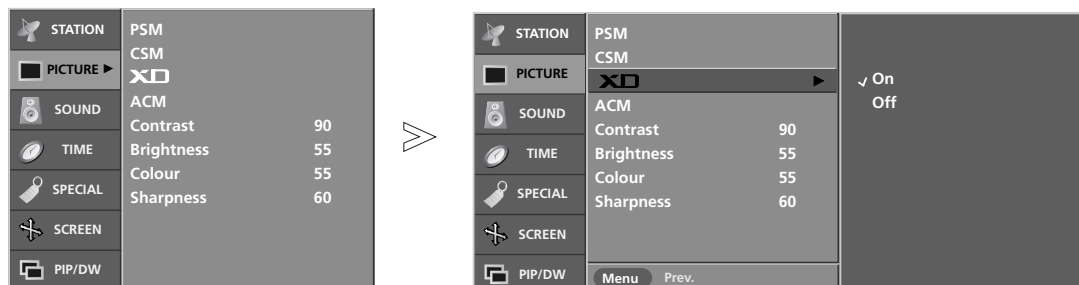 STATION
PICTURE ►
SOUND
TIME
SPECIAL
SCREEN
PIP/DW
PSM
CSM
XD
ACM
Contrast 90
Brightness 55
Colour 55
Sharpness 60
STATION
PICTURE
SOUND
TIME
SPECIAL
SCREEN
PIP/DW
PSM
CSM
XD ►
ACM
Contrast 90
Brightness 55
Colour 55
Sharpness 60
Menu Prev.
✓ On
Off